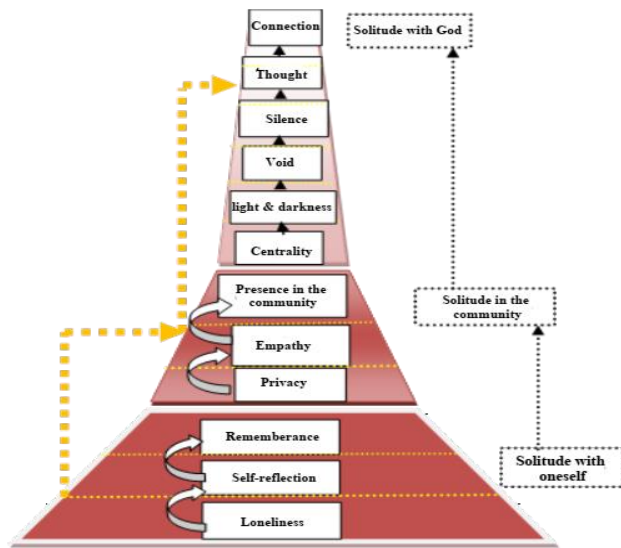 Connection
Solitude with God
Thought
Silence
Void
light & darkness
Centrality
Presence in the
community
Solitude in the
community
Empathy
Privacy
Rememberance
Self-reflection
Solitude with
oneself
Loneliness